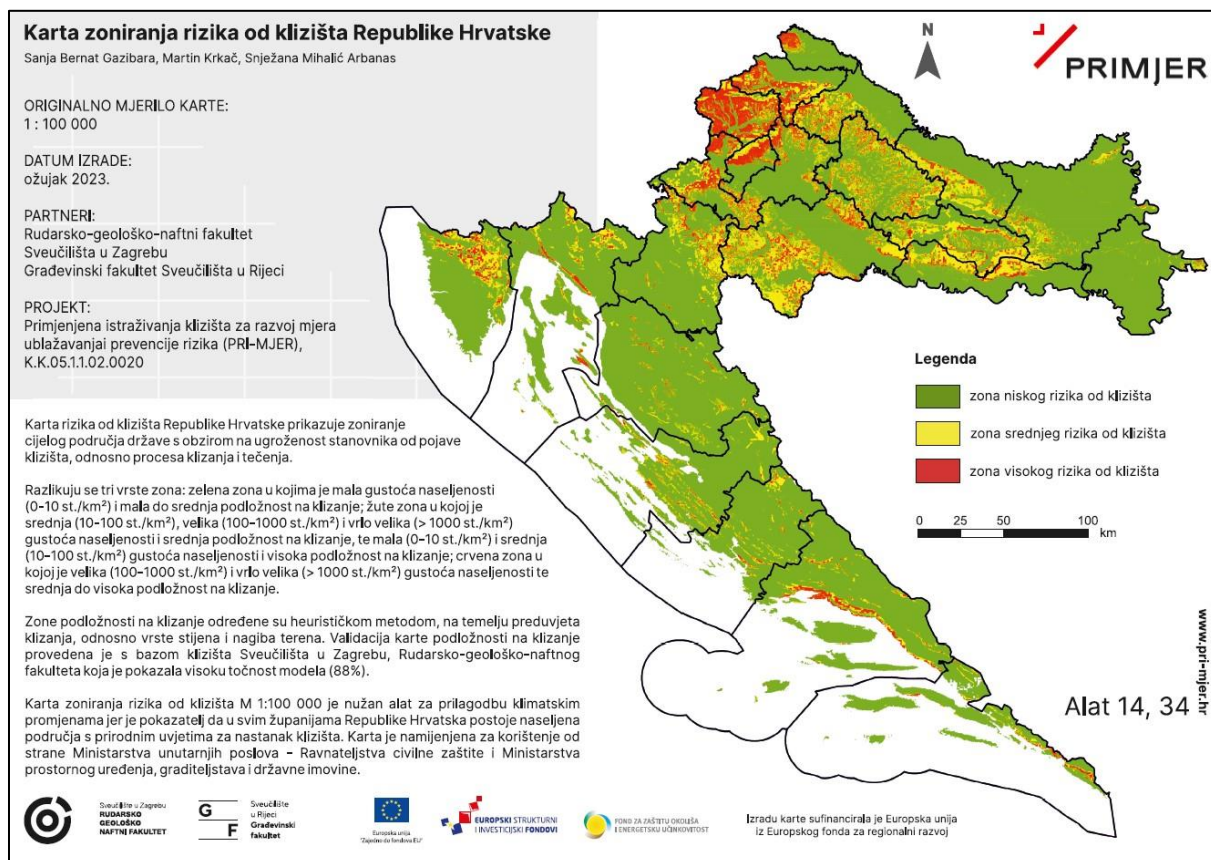 Karta zoniranja rizika od klizišta Republike Hrvatske
Sanja Bernat Gazibara, Martin Krkač, Snježana Mihalić Arbanas
ORIGINALNO MJERILO KARTE:
1 : 100 000
DATUM IZRADE:
ožujak 2023.
PARTNERI:
Rudarsko-geološko-naftni fakultet
Sveučilišta u Zagrebu
Građevinski fakultet Sveučilišta u Rijeci
PROJEKT:
Primjenjena istraživanja klizišta za razvoj mjera
ublažavanjai prevencije rizika (PRI-MJER),
K.K.05.1.1.02.0020
N
PRIMJER
Legenda
zona niskog rizika od klizišta
zona srednjeg rizika od klizišta
zona visokog rizika od klizišta
0 25 50 100
km
Karta rizika od klizišta Republike Hrvatske prikazuje zoniranje
cijelog područja države s obzirom na ugroženost stanovnika od pojave
klizišta, odnosno procesa klizanja i tečenja.
Razlikuju se tri vrste zona: zelena zona u kojima je mala gustoća naseljenosti
(0-10 st./km²) i mala do srednja podložnost na klizanje; žute zona u kojoj je
srednja (10-100 st./km²), velika (100-1000 st./km²) i vrlo velika (> 1000 st./km²)
gustoća naseljenosti i srednja podložnost na klizanje, te mala (0-10 st./km²) i srednja
(10-100 st./km²) gustoća naseljenosti i visoka podložnost na klizanje; crvena zona u
kojoj je velika (100-1000 st./km²) i vrlo velika (> 1000 st./km²) gustoća naseljenosti te
srednja do visoka podložnost na klizanje.
Zone podložnosti na klizanje određene su heurističkom metodom, na temelju preduvjeta
klizanja, odnosno vrste stijena i nagiba terena. Validacija karte podložnosti na klizanje
provedena je s bazom klizišta Sveučilišta u Zagrebu, Rudarsko-geološko-naftnog
fakulteta koja je pokazala visoku točnost modela (88%).
Karta zoniranja rizika od klizišta M 1:100 000 je nužan alat za prilagodbu klimatskim
promjenama jer je pokazatelj da u svim županijama Republike Hrvatska postoje naseljena
područja s prirodnim uvjetima za nastanak klizišta. Karta je namijenjena za korištenje od
strane Ministarstva unutarnjih poslova - Ravnateljstva civilne zaštite i Ministarstva
prostornog uređenja, graditeljstava i državne imovine.
Alat 14, 34
www.pri-mjer.hr
Sveučilište u Zagrebu
RUDARSKO
GEOLOŠKO
NAFTNI FAKULTET
G
F
Sveučilište
u Rijeci
Građevinski
fakultet
Europska unija
"Zajedno do fondova EU"
EUROPSKI STRUKTURNI
I INVESTICIJSKI FONDOVI
FOND ZA ZAŠTITU OKOLIŠA
I ENERGETSKU UČINKOVITOST
Izradu karte sufinancirala je Europska unija
iz Europskog fonda za regionalni razvoj